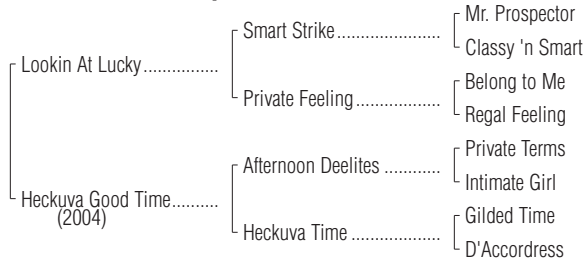 Mr. Prospector
Smart Strike....................
Classy 'n Smart
Lookin At Lucky................
Belong to Me
Private Feeling................
Regal Feeling
Private Terms
Afternoon Deelites ............
Intimate Girl
Heckuva Good Time..........
(2004)
Gilded Time
Heckuva Time ..................
D'Accordress